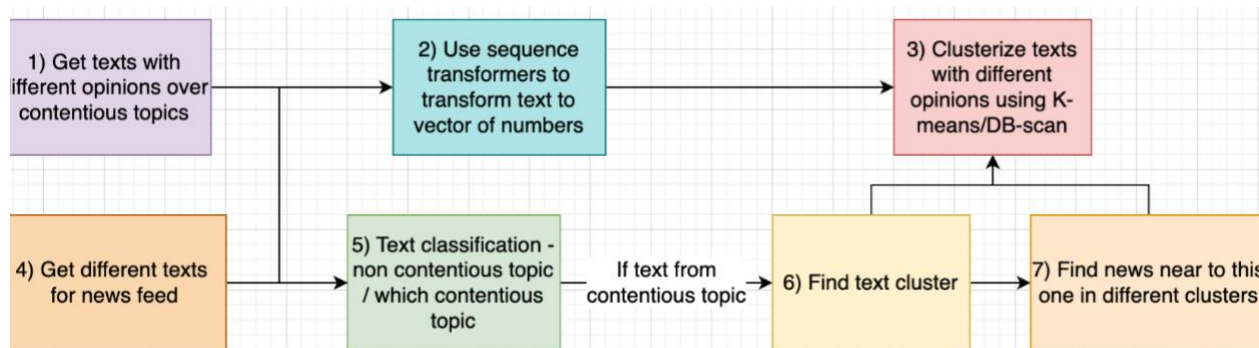 1) Get texts with
ifferent opinions over
contentious topics
2) Use sequence
transformers to
transform text to
vector of numbers
3) Clusterize texts
with different
opinions using K-
means/DB-scan
4) Get different texts
for news feed
5) Text classification -
non contentious topic
/ which contentious
topic
If text from
contentious topic
6) Find text cluster
7) Find news near to this
one in different clusters